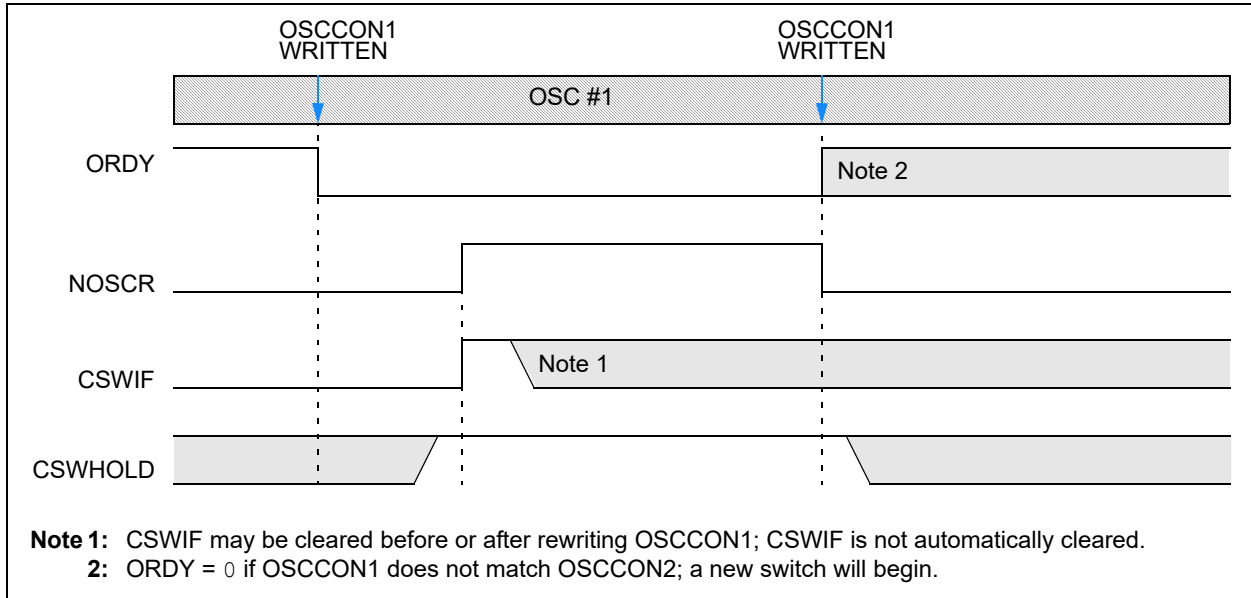 OSCCON1 OSCCON1
WRITTEN WRITTEN
OSC #1
ORDY
Note 2
NOSCR
CSWIF
Note 1
CSWHOLD
Note 1: CSWIF may be cleared before or after rewriting OSCCON1; CSWIF is not automatically cleared.
2: ORDY = 0 if OSCCON1 does not match OSCCON2; a new switch will begin.